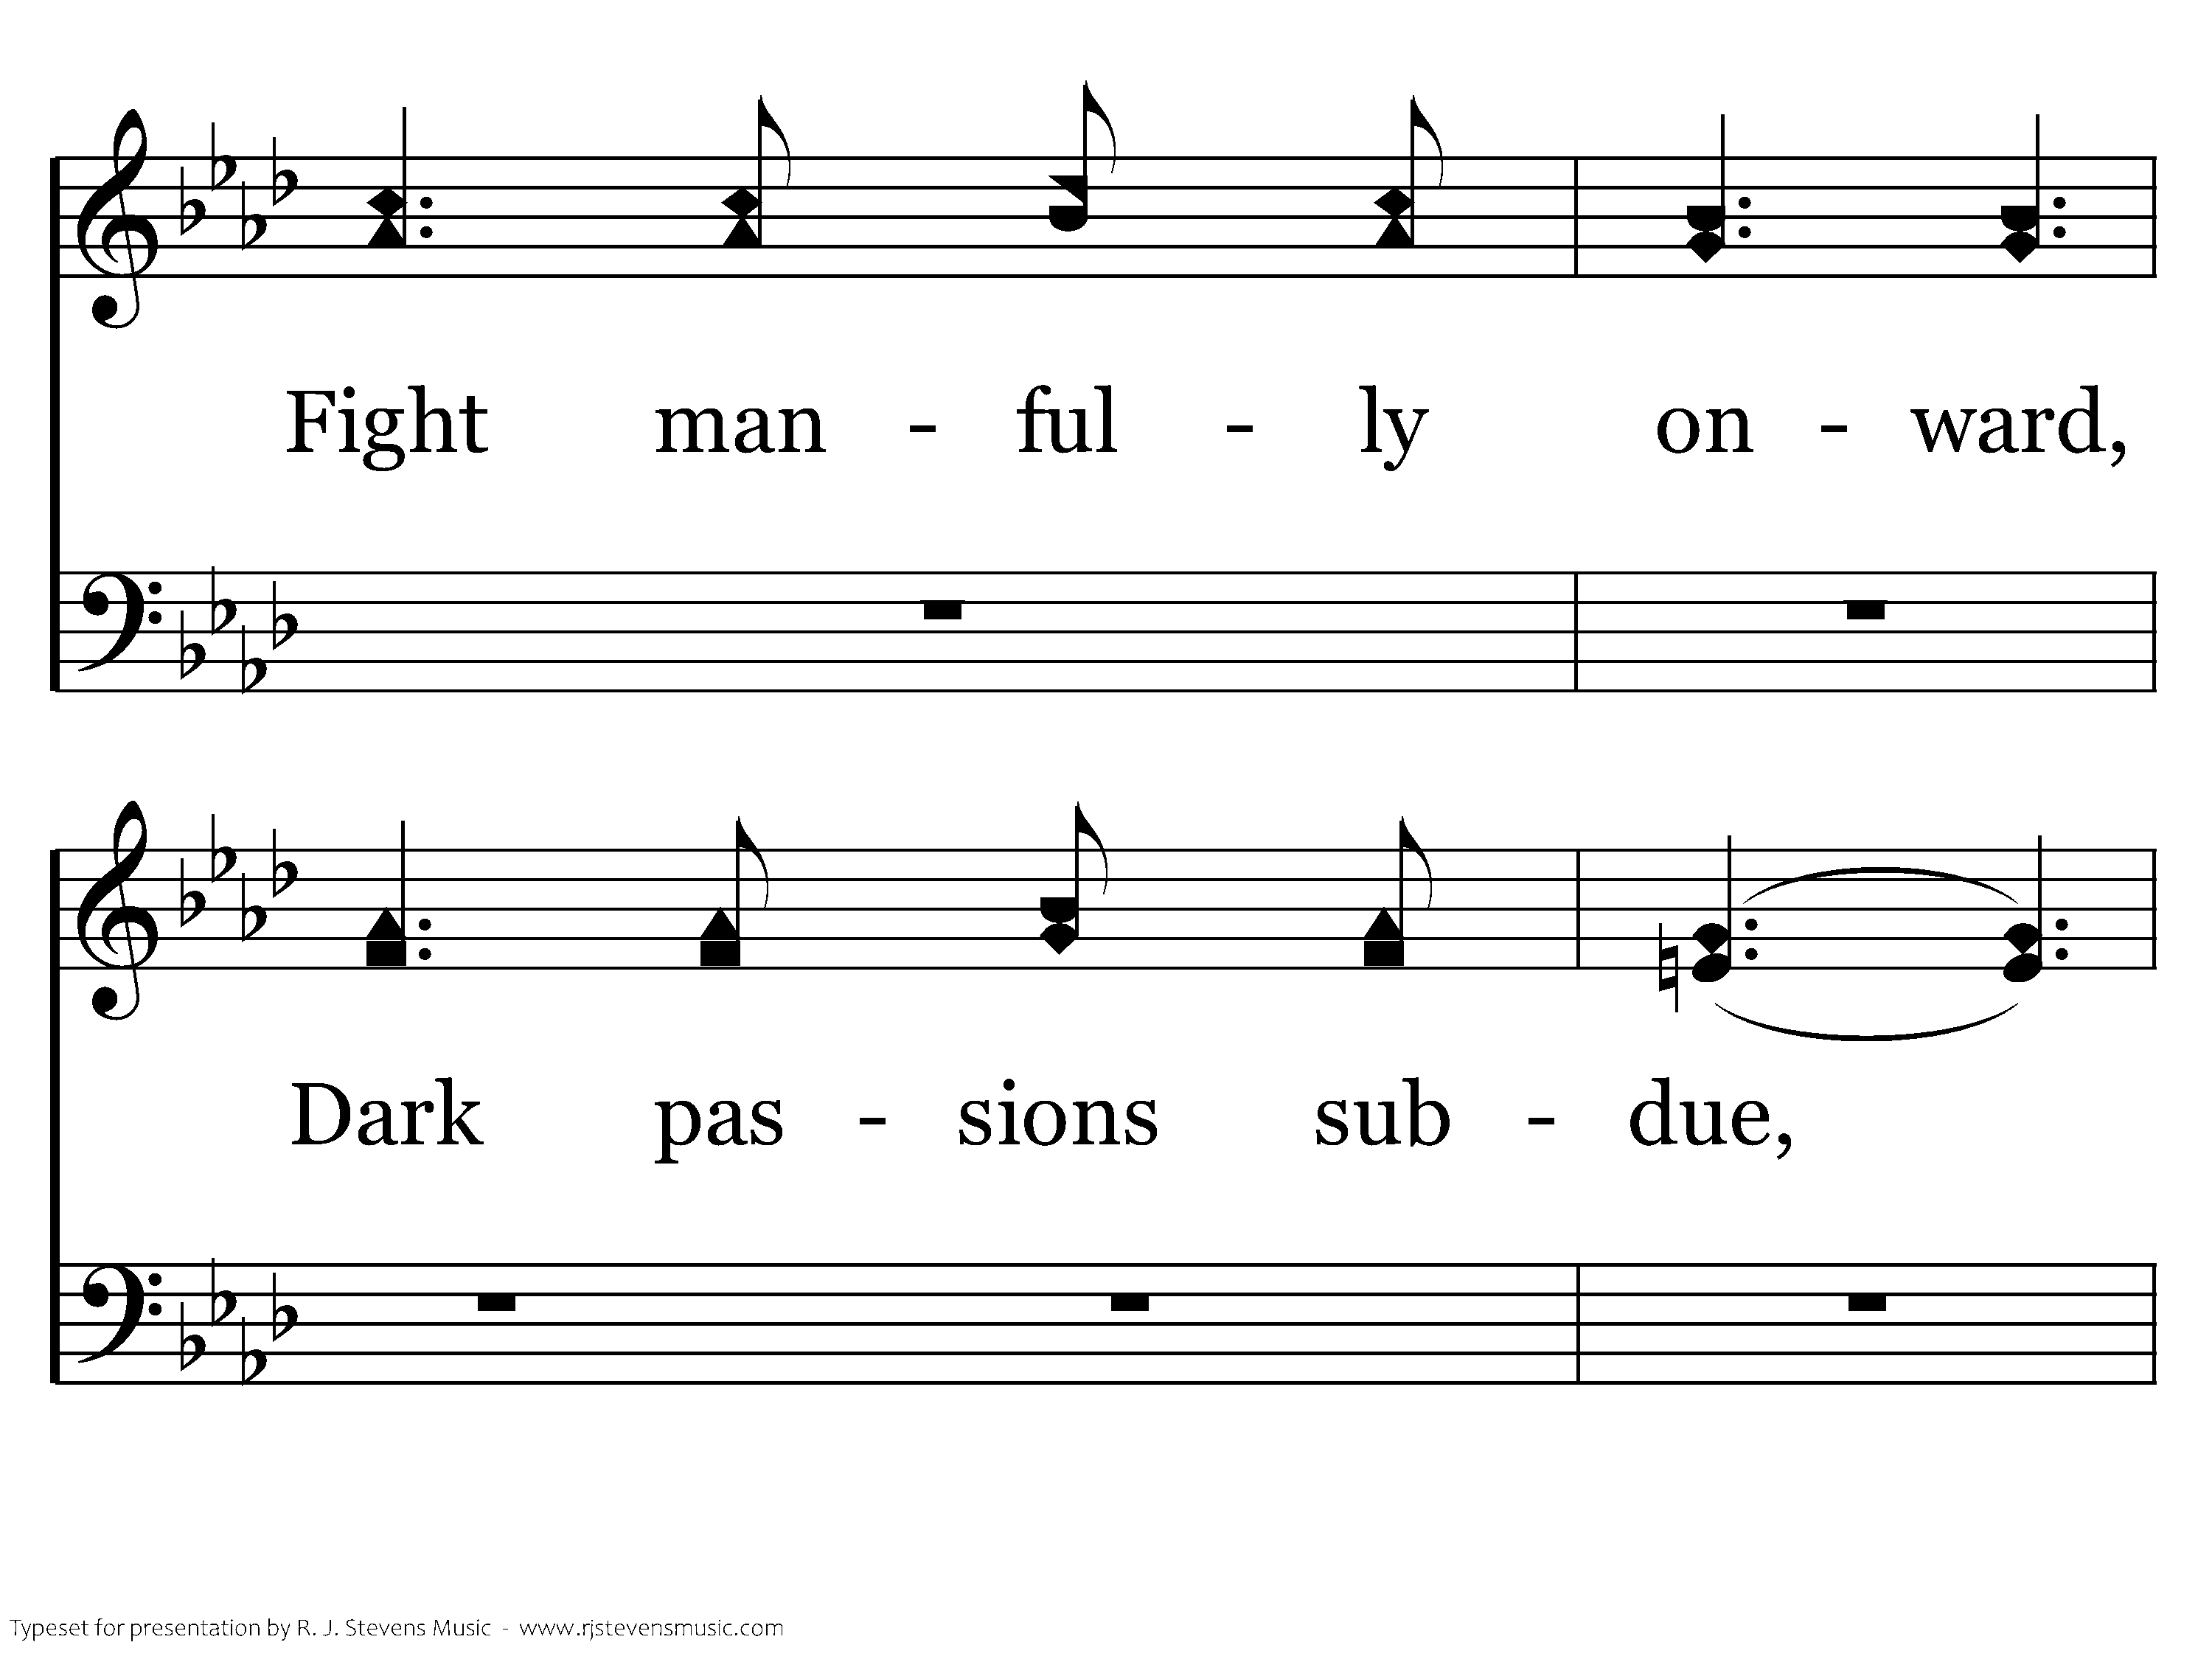 Fight man - ful - ly on - ward,
Dark pas - sions sub - due,
Typeset for presentation by R. J. Stevens Music - www.rjstevensmusic.com